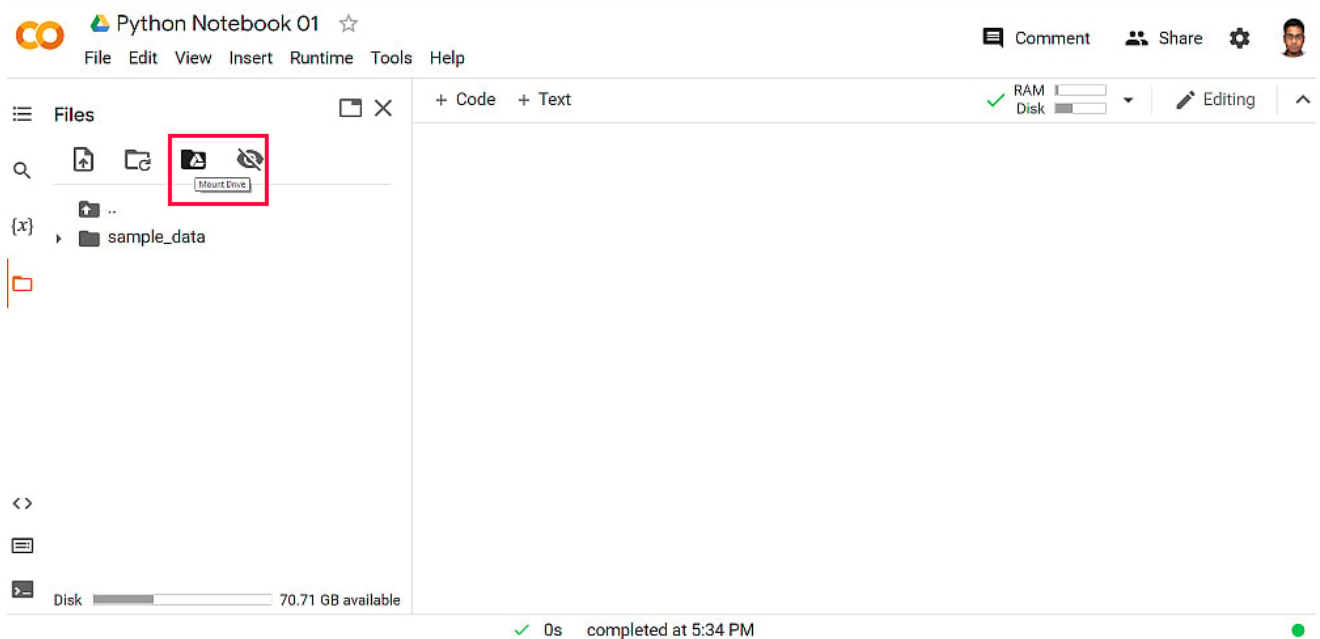 Python Notebook 01
File Edit View Insert Runtime Tools Help
Comment
Share
Files
+ Code + Text
RAM
Disk
Editing
Mount Drive
..
sample_data
{x}
Disk
70.71 GB available
0s completed at 5:34 PM